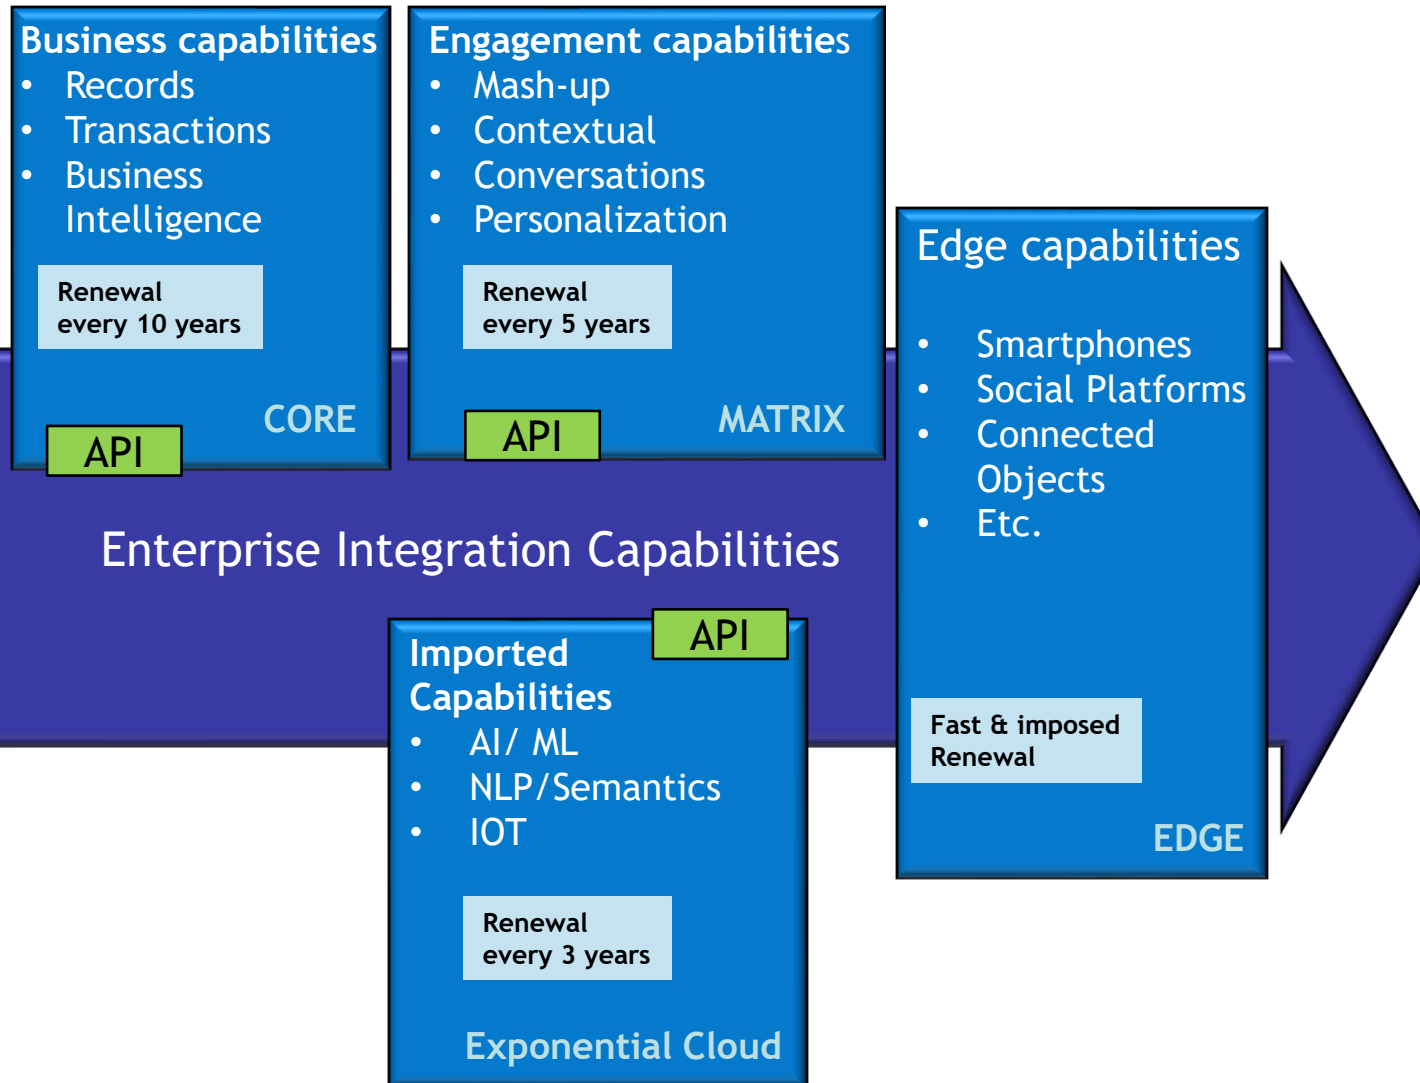 Business capabilities
• Records
• Transactions
• Business
Intelligence
Renewal
every 10 years
CORE
API
Engagement capabilities
• Mash-up
• Contextual
• Conversations
• Personalization
Renewal
every 5 years
MATRIX
API
Edge capabilities
• Smartphones
• Social Platforms
• Connected
Objects
• Etc.
Fast & imposed
Renewal
EDGE
Enterprise Integration Capabilities
API
Imported
Capabilities
• AI/ ML
• NLP/Semantics
• IOT
Renewal
every 3 years
Exponential Cloud